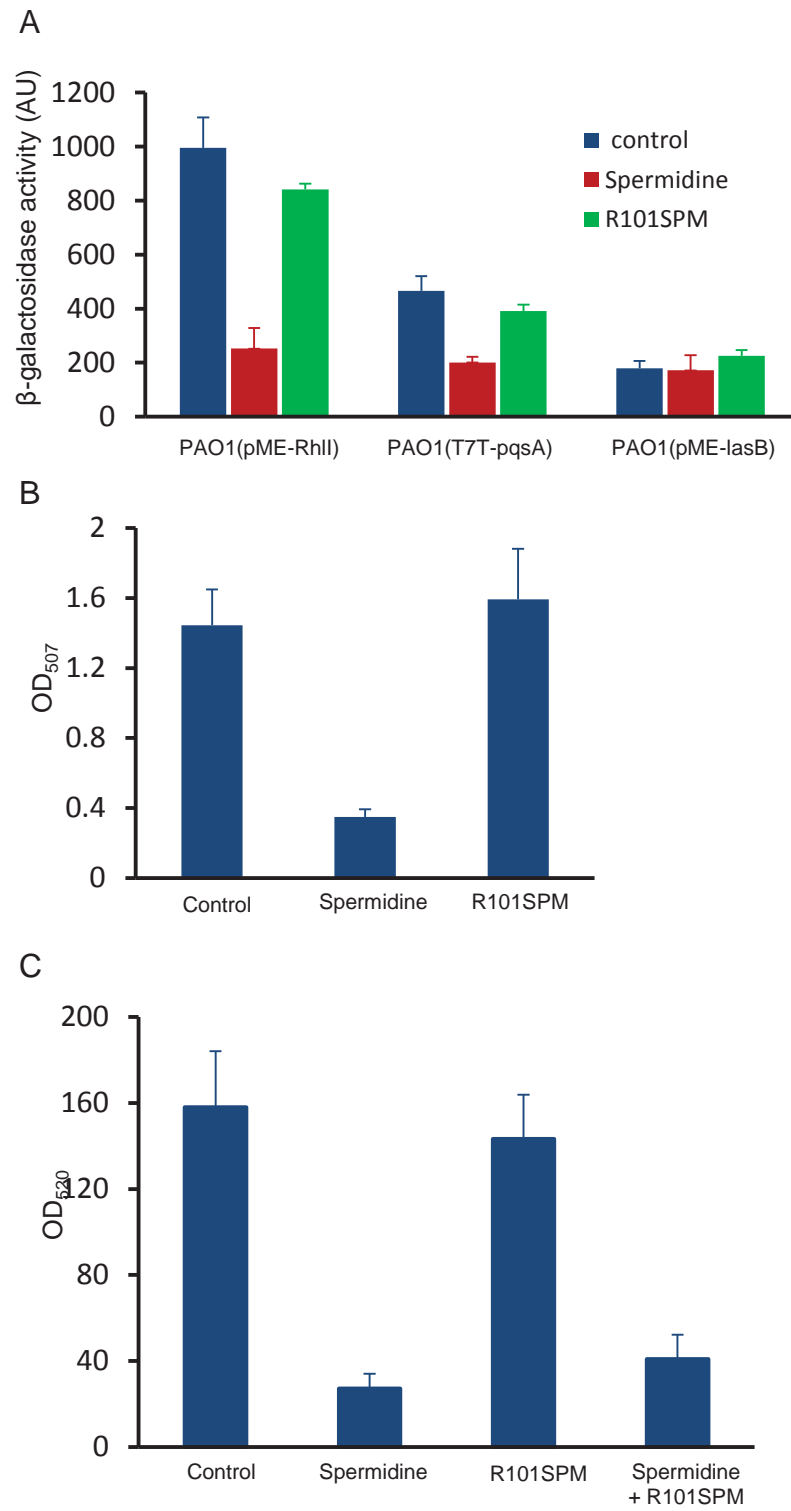 A
β-galactosidase activity (AU)
1200
1000
800
600
400
200
0
control
Spermidine
R101SPM
PAO1(pME-RhlI)
PAO1(T7T-pqsA)
PAO1(pME-lasB)
B
OD507
2
1.6
1.2
0.8
0.4
0
Control
Spermidine
R101SPM
C
OD520
200
160
120
80
40
0
Control
Spermidine
R101SPM
Spermidine
+ R101SPM